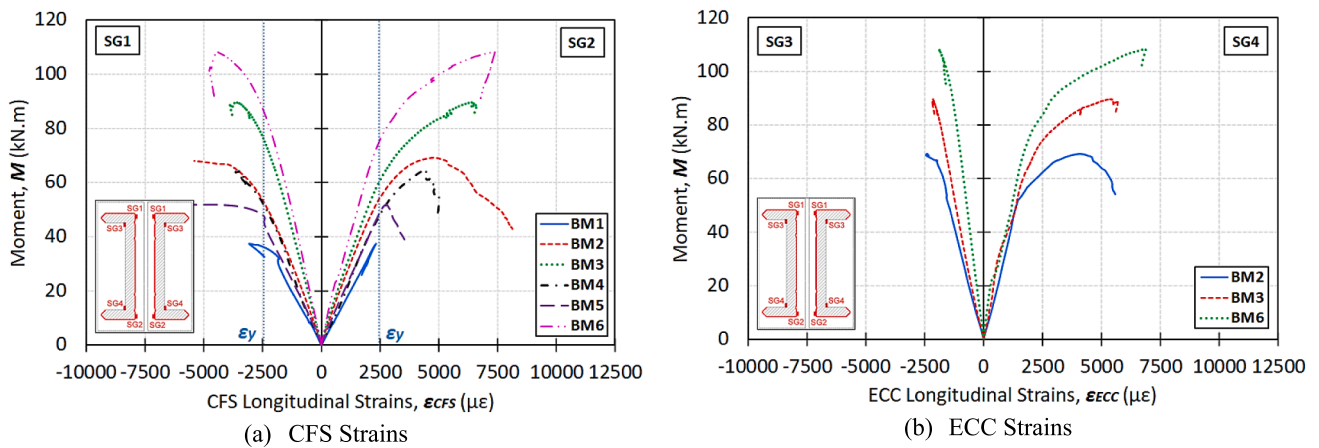 SG1
SG2
120
100
80
60
40
20
0
Moment, M (kN.m)
SG1 SG1
SG3 SG3
SG4 SG4
SG2 SG2
εy
εy
BM1
BM2
BM3
BM4
BM5
BM6
-10000 -7500 -5000 -2500 0 2500 5000 7500 10000 12500
CFS Longitudinal Strains, εCFS (με)
(a) CFS Strains
SG3
SG4
120
100
80
60
40
20
0
Moment, M (kN.m)
SG1 SG1
SG3 SG3
SG4 SG4
SG2 SG2
BM2
BM3
BM6
-10000 -7500 -5000 -2500 0 2500 5000 7500 10000 12500
ECC Longitudinal Strains, εECC (με)
(b) ECC Strains